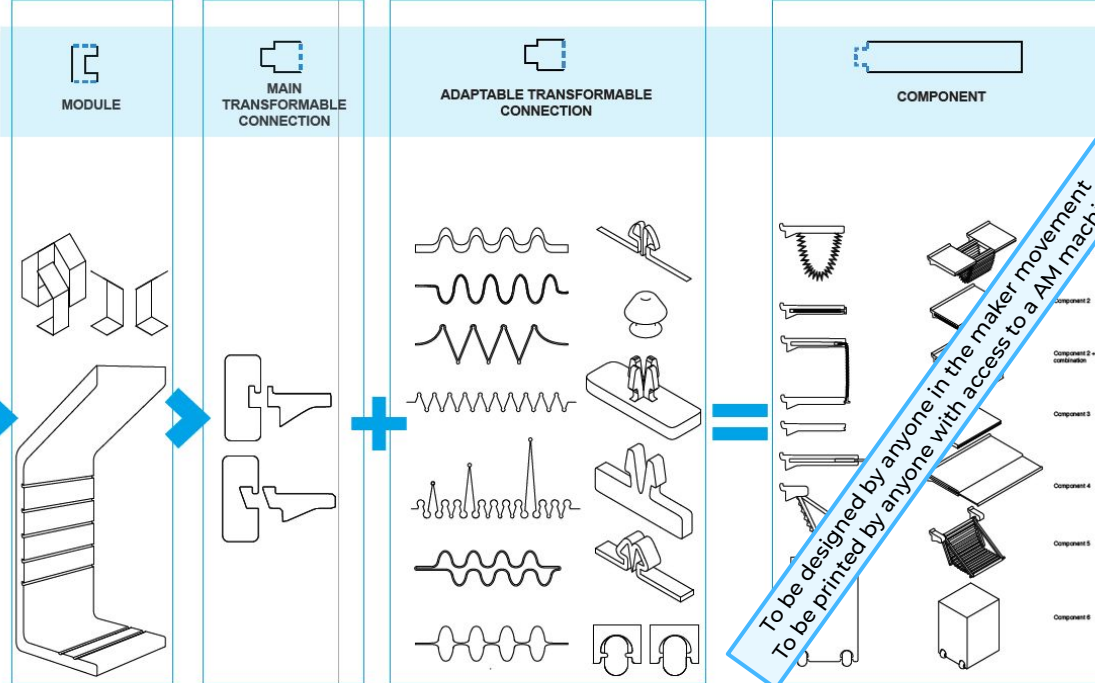 MODULE
MAIN
TRANSFORMABLE
CONNECTION
ADAPTABLE TRANSFORMABLE
CONNECTION
COMPONENT
To be designed by anyone in the maker movement
To be printed by anyone with access to a AM
Component 2
Component 2 +
combination
Component 3
Component 4
Component 5
Component 6